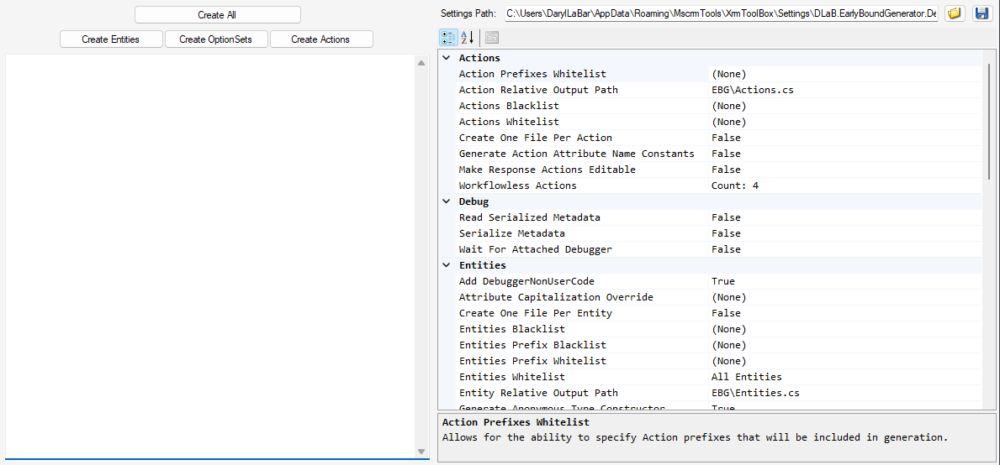 Create All
Create Entities
Create OptionSets
Create Actions
Settings Path: C:\Users\DarylLaBar\AppData\Roaming\MscrmTools\XrmToolBox\Settings\DLaB.EarlyBoundGenerator.De
Actions
Action Prefixes Whitelist (None)
Action Relative Output Path EBG\Actions.cs
Actions Blacklist (None)
Actions Whitelist (None)
Create One File Per Action False
Generate Action Attribute Name Constants False
Make Response Actions Editable False
Workflowless Actions Count: 4
Debug
Read Serialized Metadata False
Serialize Metadata False
Wait For Attached Debugger False
Entities
Add DebuggerNonUserCode True
Attribute Capitalization Override (None)
Create One File Per Entity False
Entities Blacklist (None)
Entities Prefix Blacklist (None)
Entities Prefix Whitelist (None)
Entities Whitelist All Entities
Entity Relative Output Path EBG\Entities.cs
Generate Anonymous Type Constructor True
Action Prefixes Whitelist
Allows for the ability to specify Action prefixes that will be included in generation.